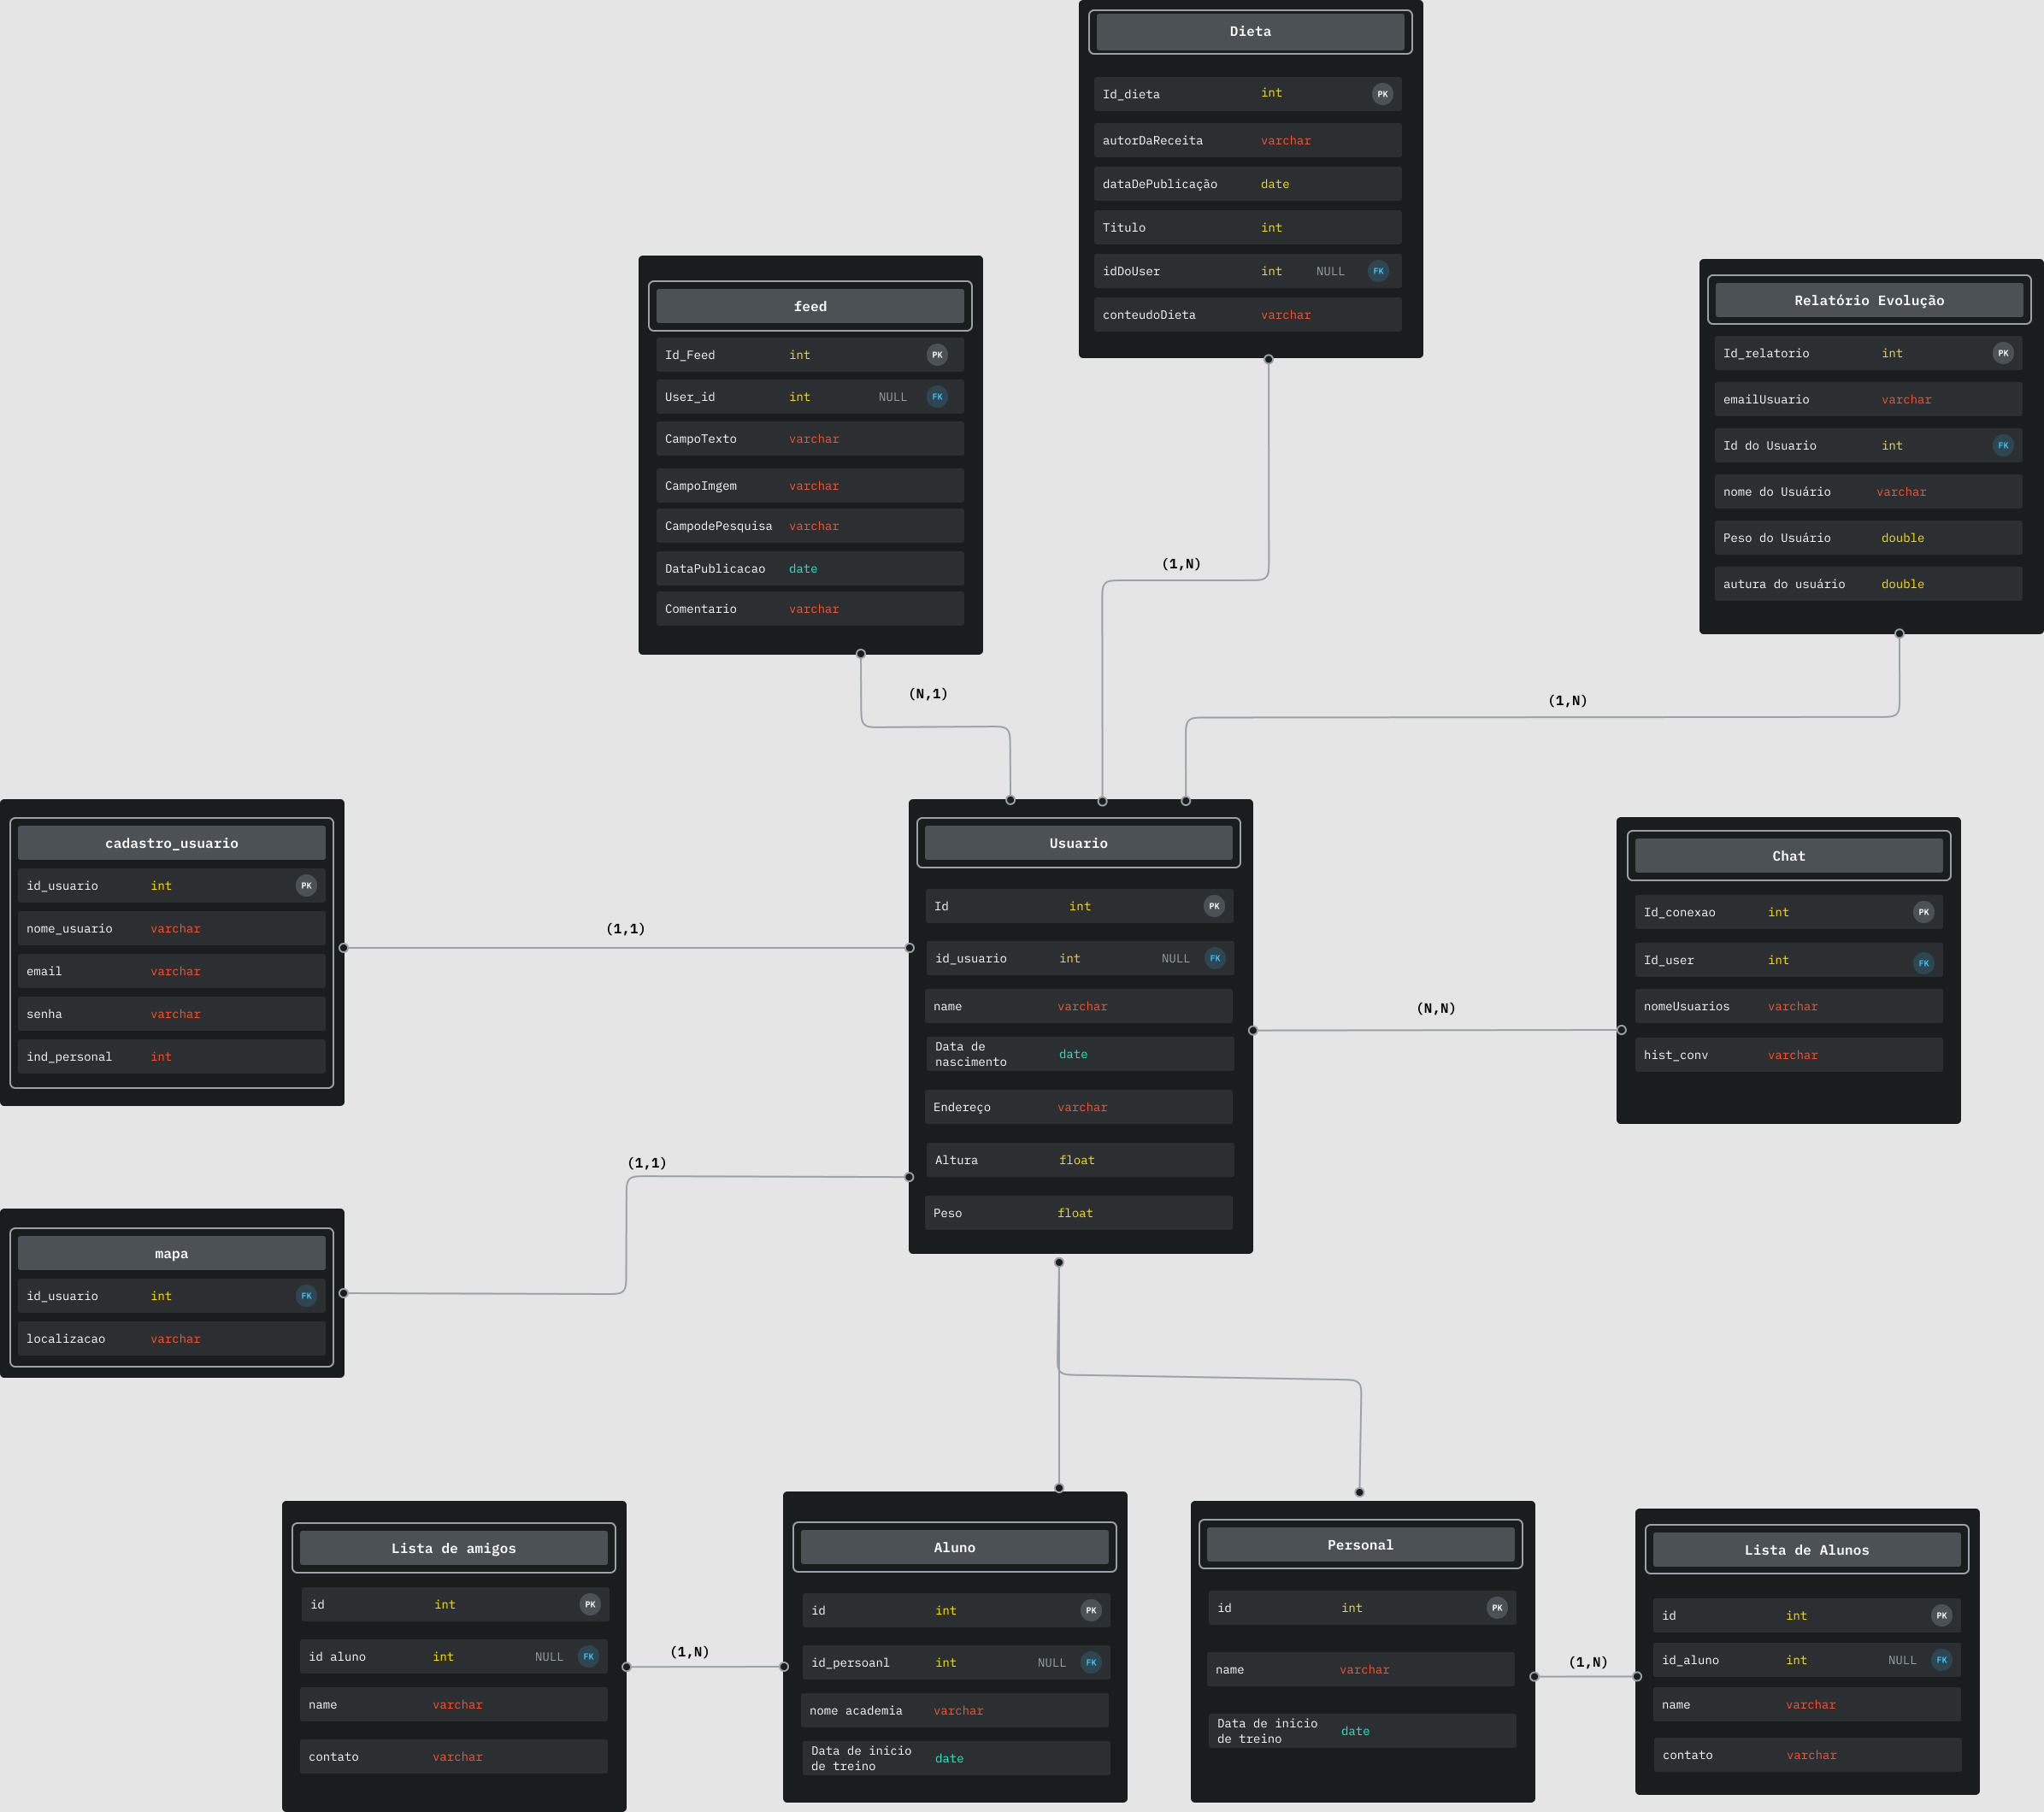 Dieta
Id_dieta int PK
autorDaReceita varchar
dataDePublicação date
Titulo int
idDoUser int NULL FK
conteudoDieta varchar
feed
Id_Feed int PK
User_id int NULL FK
CampoTexto varchar
CampoImgem varchar
CampodePesquisa varchar
DataPublicacao date
Comentario varchar
Relatório Evolução
Id_relatorio int PK
emailUsuario varchar
Id do Usuario int FK
nome do Usuário varchar
Peso do Usuário double
autura do usuário double
(1,N)
(N,1)
(1,N)
cadastro_usuario
id_usuario int PK
nome_usuario varchar
email varchar
senha varchar
ind_personal int
(1,1)
Usuario
Id int PK
id_usuario int NULL FK
name varchar
Data de
nascimento date
Endereço varchar
Altura float
Peso float
(N,N)
Chat
Id_conexao int PK
Id_user int FK
nomeUsuarios varchar
hist_conv varchar
(1,1)
mapa
id_usuario int FK
localizacao varchar
Lista de amigos
id int PK
id aluno int NULL FK
name varchar
contato varchar
(1,N)
Aluno
id int PK
id_persoanl int NULL FK
nome academia varchar
Data de inicio
de treino date
Personal
id int PK
name varchar
Data de inicio
de treino date
(1,N)
Lista de Alunos
id int PK
id_aluno int NULL FK
name varchar
contato varchar